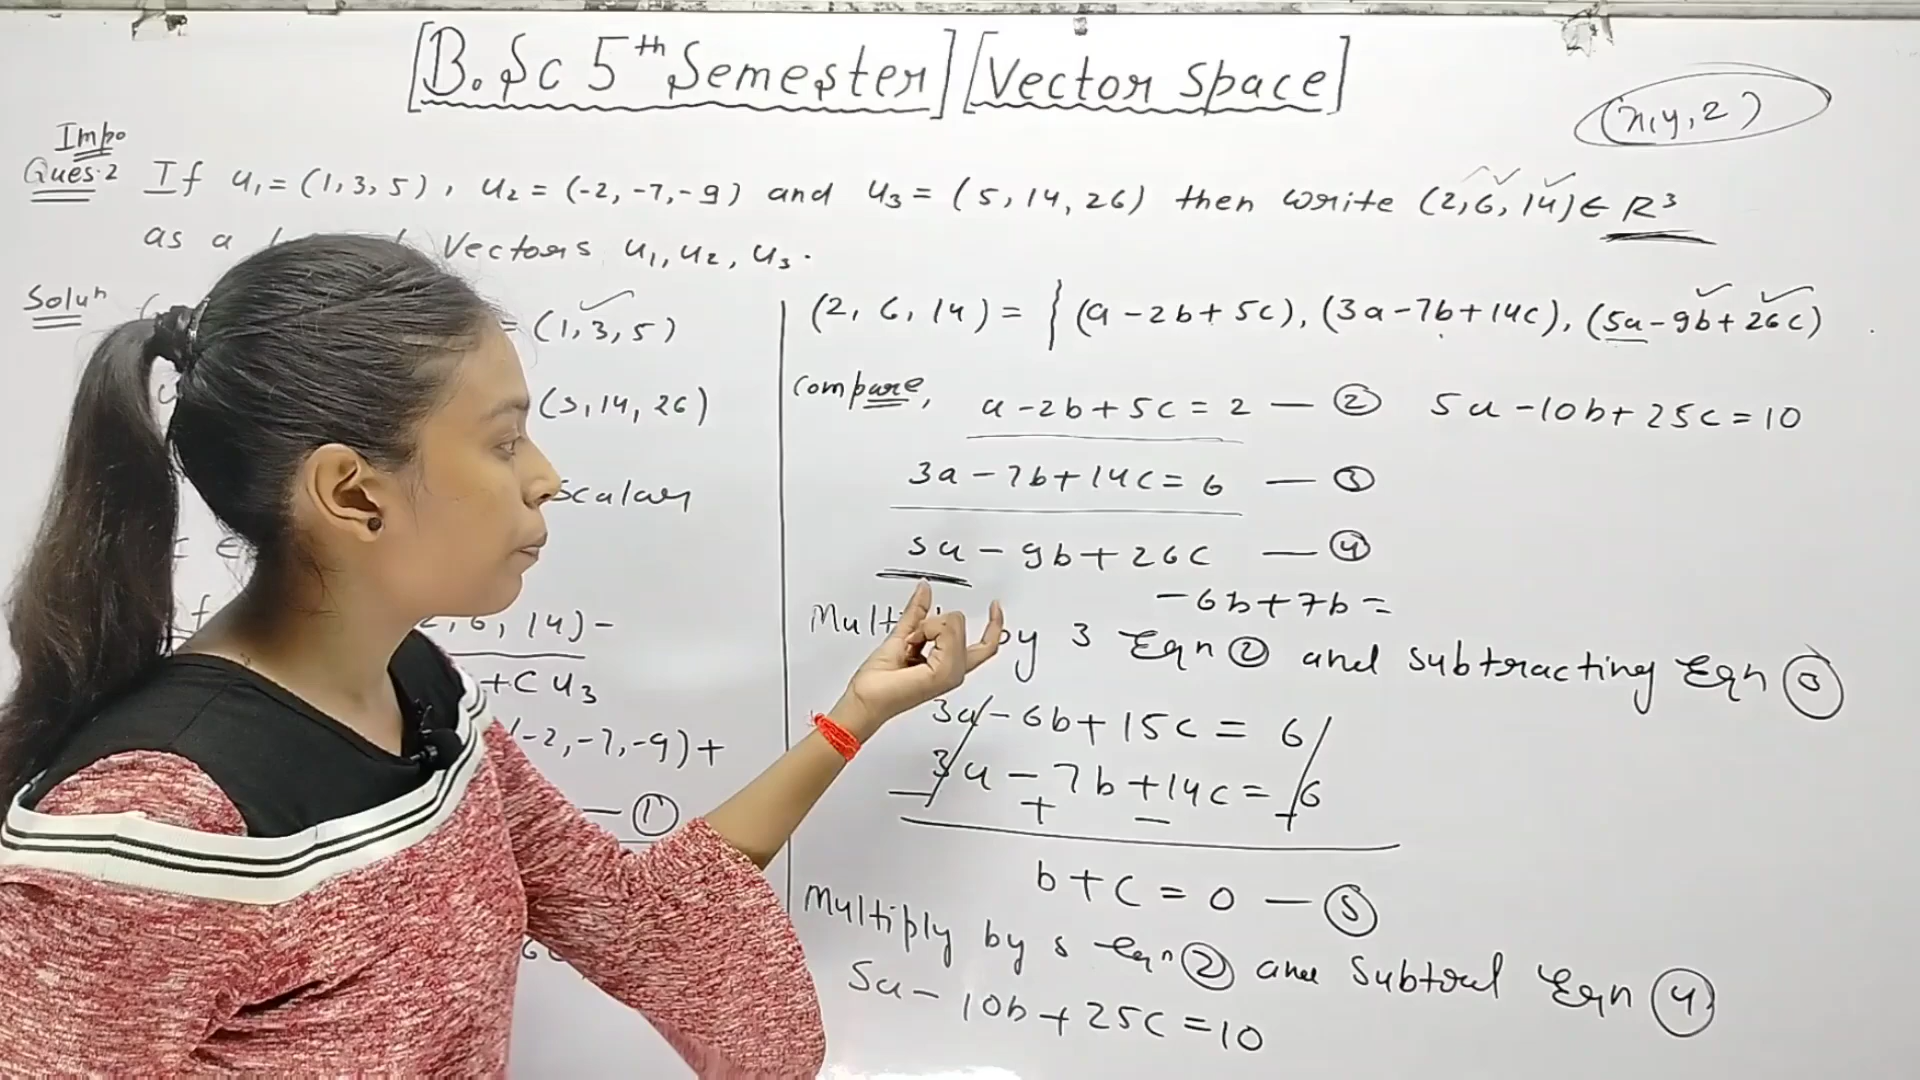 [B.Sc 5th Semester] [Vector Space]
(x,y,z)
Impo
Ques.2 If u₁ = (1,3,5), u₂ = (-2,-7,-9) and u₃ = (5,14,26) then write (2,6,14) ∈ R³
as a Vectors u₁, u₂, u₃.
Soluⁿ
= (1,3,5)
(5,14,26)
Scalar
2,6,14) =
+c u₃
(-2,-7,-9)+
— ①
(2,6,14) = { (a-2b+5c), (3a-7b+14c), (5a-9b+26c)
Compare, a-2b+5c = 2 — ② 5a-10b+25c = 10
3a-7b+14c = 6 — ③
5a-9b+26c — ④
-6b+7b =
by 3 Eqn ② and subtracting Eqn ③
3a-6b+15c = 6
3a-7b+14c = 6
- + - -
b+c = 0 — ⑤
Multiply by 5 Eqⁿ ② and Eqn ④
5a-10b+25c = 10